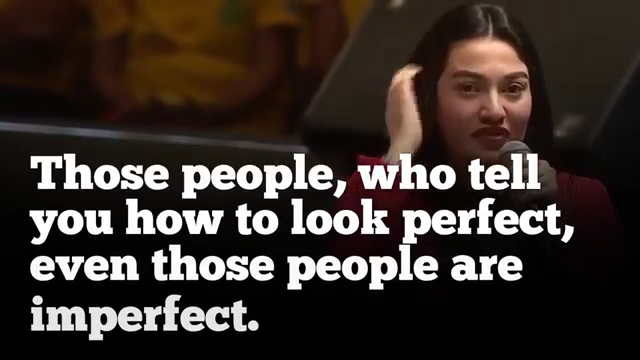 Those people, who tell
you how to look perfect,
even those people are
imperfect.